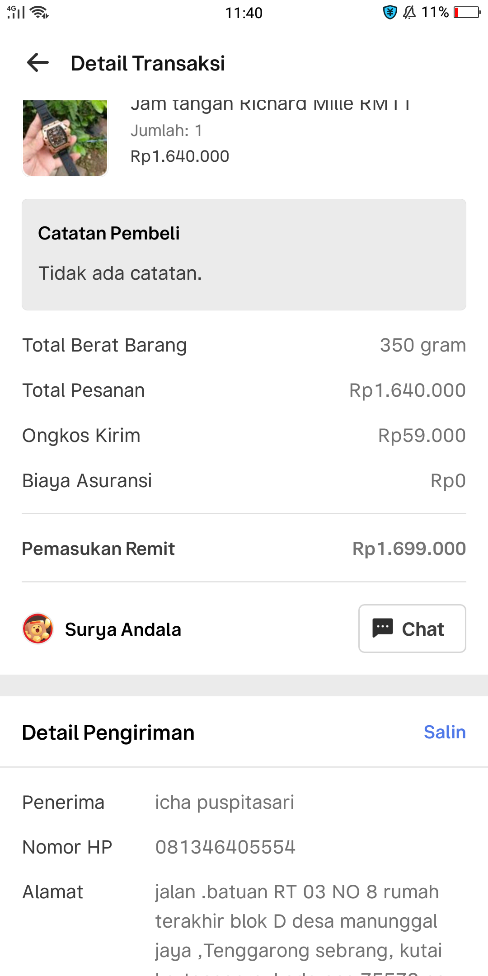 4G 11:40 11%
Detail Transaksi
Jam tangan Richard Mille RM11
Jumlah: 1
Rp1.640.000
Catatan Pembeli
Tidak ada catatan.
Total Berat Barang 350 gram
Total Pesanan Rp1.640.000
Ongkos Kirim Rp59.000
Biaya Asuransi Rp0
Pemasukan Remit Rp1.699.000
Surya Andala Chat
Detail Pengiriman Salin
Penerima icha puspitasari
Nomor HP 081346405554
Alamat jalan .batuan RT 03 NO 8 rumah
terakhir blok D desa manunggal
jaya ,Tenggarong sebrang, kutai